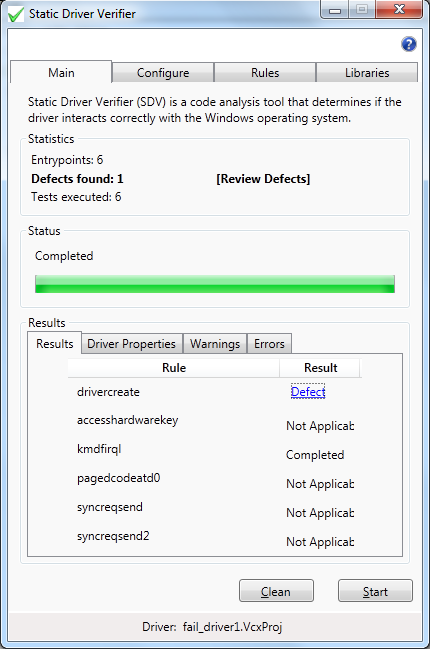 Static Driver Verifier
Main Configure Rules Libraries
Static Driver Verifier (SDV) is a code analysis tool that determines if the
driver interacts correctly with the Windows operating system.
Statistics
Entrypoints: 6
Defects found: 1 [Review Defects]
Tests executed: 6
Status
Completed
Results
Results Driver Properties Warnings Errors
Rule Result
drivercreate Defect
accesshardwarekey Not Applicab
kmdfirql Completed
pagedcodeatd0 Not Applicab
syncreqsend Not Applicab
syncreqsend2 Not Applicab
Clean Start
Driver: fail_driver1.VcxProj